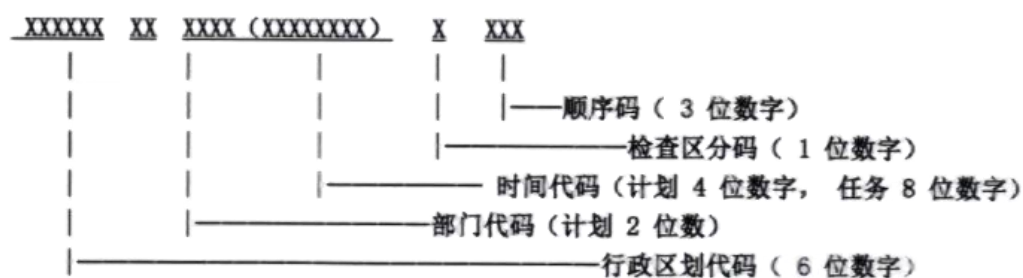 XXXXXX XX XXXX（XXXXXXXX） X XXX
顺序码（ 3 位数字）
检查区分码（ 1 位数字）
时间代码（计划 4 位数字， 任务 8 位数字）
部门代码（计划 2 位数）
行政区划代码（ 6 位数字）